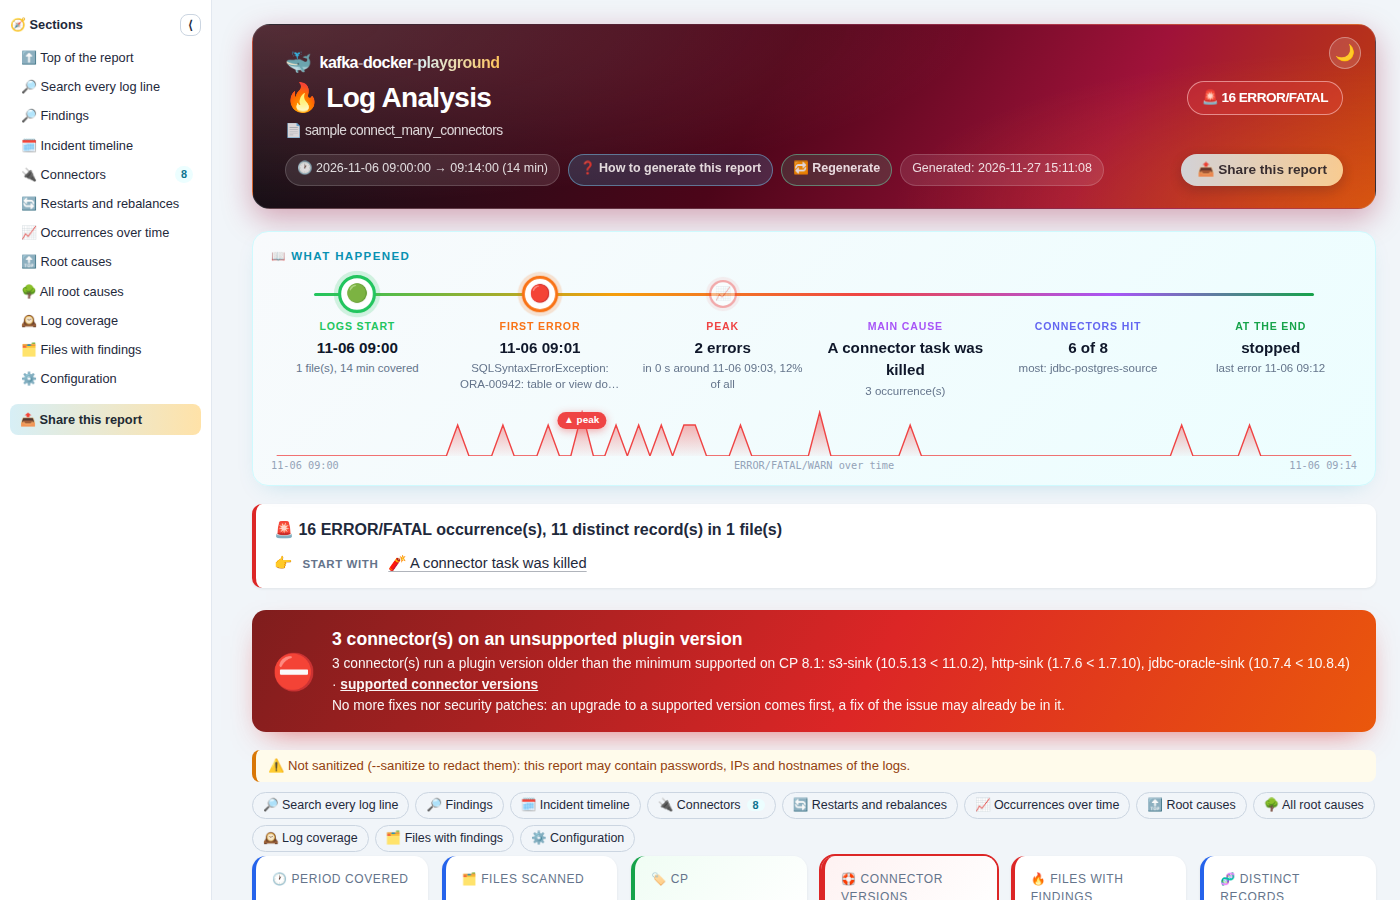 🧭 Sections ⟨
⬆️ Top of the report
🔎 Search every log line
🔎 Findings
🗓️ Incident timeline
🔌 Connectors 8
🔄 Restarts and rebalances
📈 Occurrences over time
🔝 Root causes
🌳 All root causes
🕰️ Log coverage
🗂️ Files with findings
⚙️ Configuration
📤 Share this report
kafka-docker-playground
🔥 Log Analysis
🚨 16 ERROR/FATAL
📄 sample connect_many_connectors
🕐 2026-11-06 09:00:00 → 09:14:00 (14 min) ❓ How to generate this report 🔁 Regenerate Generated: 2026-11-27 15:11:08 📤 Share this report
📖 WHAT HAPPENED
LOGS START
11-06 09:00
1 file(s), 14 min covered
FIRST ERROR
11-06 09:01
SQLSyntaxErrorException:
ORA-00942: table or view do…
PEAK
2 errors
in 0 s around 11-06 09:03, 12%
of all
MAIN CAUSE
A connector task was
killed
3 occurrence(s)
CONNECTORS HIT
6 of 8
most: jdbc-postgres-source
AT THE END
stopped
last error 11-06 09:12
▲ peak
11-06 09:00 ERROR/FATAL/WARN over time 11-06 09:14
🚨 16 ERROR/FATAL occurrence(s), 11 distinct record(s) in 1 file(s)
👉 START WITH 🧨 A connector task was killed
3 connector(s) on an unsupported plugin version
3 connector(s) run a plugin version older than the minimum supported on CP 8.1: s3-sink (10.5.13 < 11.0.2), http-sink (1.7.6 < 1.7.10), jdbc-oracle-sink (10.7.4 < 10.8.4)
· supported connector versions
No more fixes nor security patches: an upgrade to a supported version comes first, a fix of the issue may already be in it.
⚠️ Not sanitized (--sanitize to redact them): this report may contain passwords, IPs and hostnames of the logs.
🔎 Search every log line 🔎 Findings 🗓️ Incident timeline 🔌 Connectors 8 🔄 Restarts and rebalances 📈 Occurrences over time 🔝 Root causes 🌳 All root causes
🕰️ Log coverage 🗂️ Files with findings ⚙️ Configuration
🕐 PERIOD COVERED
🗂️ FILES SCANNED
🏷️ CP
🛟 CONNECTOR
VERSIONS
🔥 FILES WITH
FINDINGS
🧬 DISTINCT
RECORDS